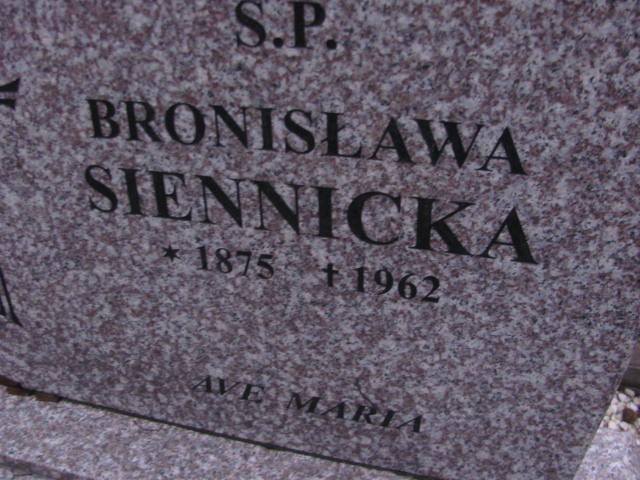 S.P.
BRONISŁAWA
SIENNICKA
★ 1875 ✝ 1962
AVE MARIA